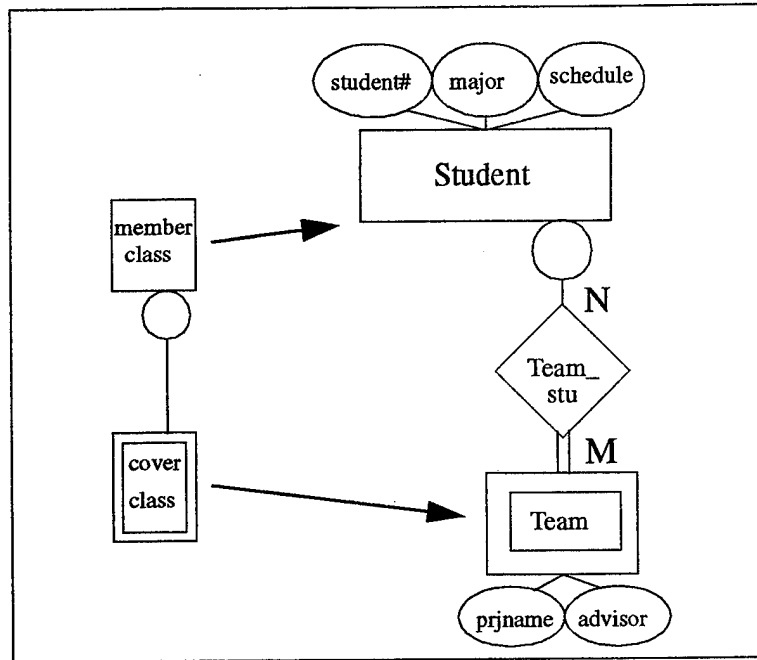 student#
major
schedule
Student
member
class
N
Team_
stu
M
cover
class
Team
prjname
advisor